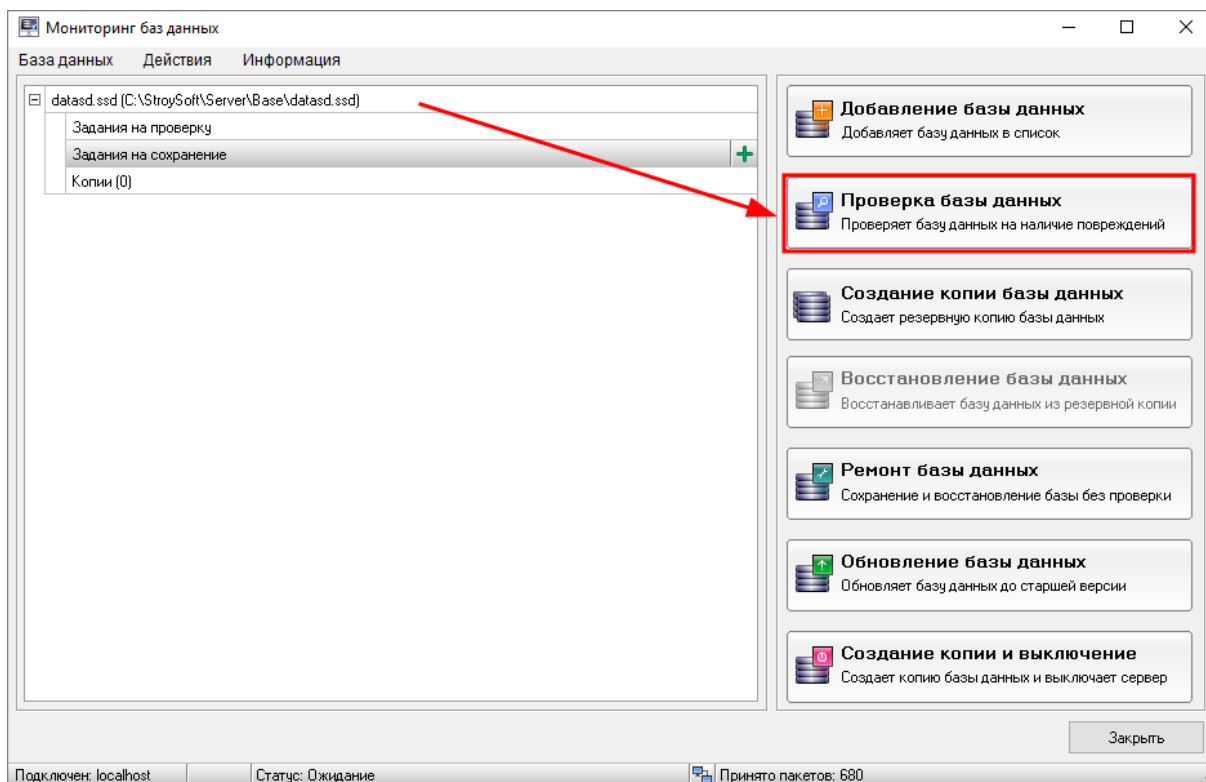 Мониторинг баз данных
База данных Действия Информация
datasd.ssd (C:\StroySoft\Server\Base\datasd.ssd)
Задания на проверку
Задания на сохранение
Копии (0)
Добавление базы данных
Добавляет базу данных в список
Проверка базы данных
Проверяет базу данных на наличие повреждений
Создание копии базы данных
Создает резервную копию базы данных
Восстановление базы данных
Восстанавливает базу данных из резервной копии
Ремонт базы данных
Сохранение и восстановление базы без проверки
Обновление базы данных
Обновляет базу данных до старшей версии
Создание копии и выключение
Создает копию базы данных и выключает сервер
Закрыть
Подключен: localhost Статус: Ожидание Принято пакетов: 680